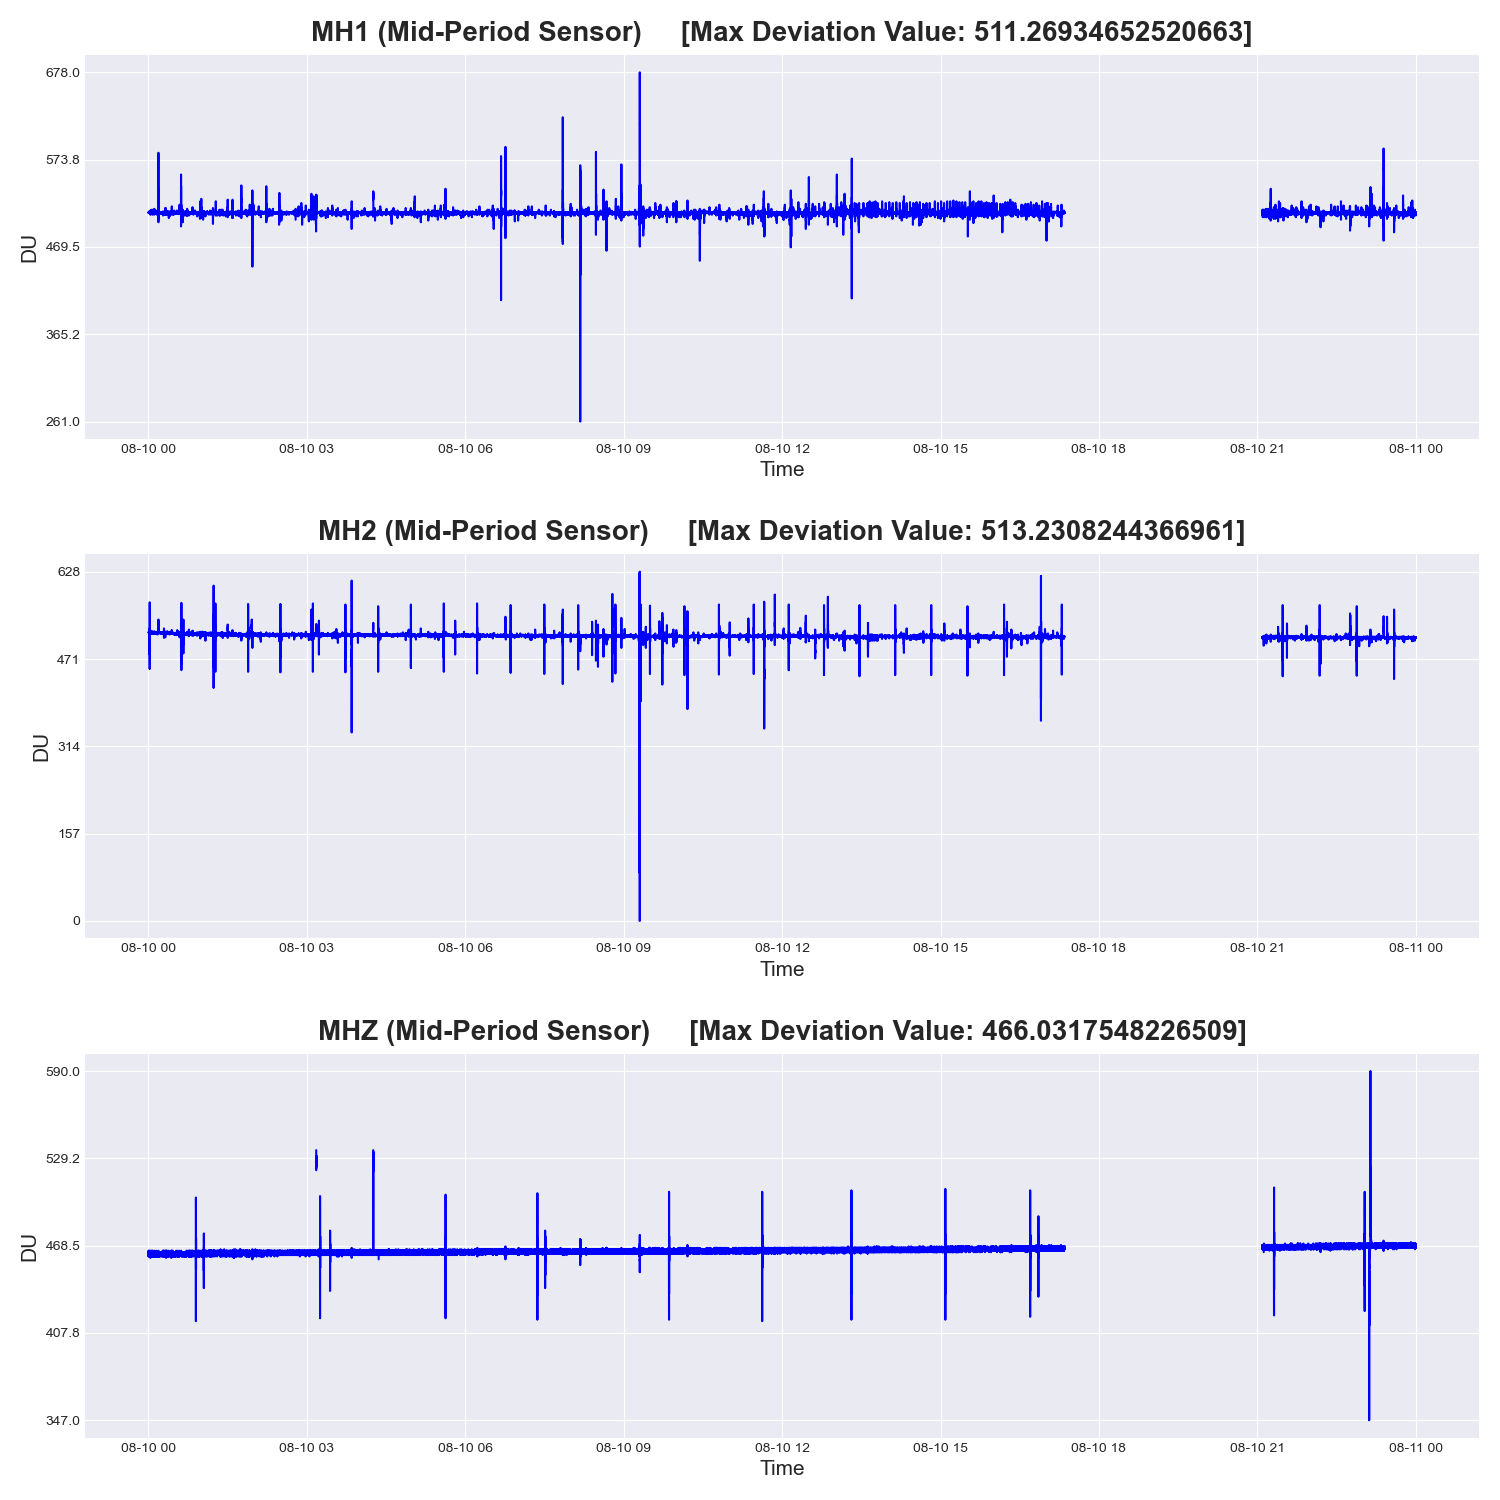 MH1 (Mid-Period Sensor) [Max Deviation Value: 511.26934652520663]
678.0
573.8
469.5
365.2
261.0
DU
08-10 00 08-10 03 08-10 06 08-10 09 08-10 12 08-10 15 08-10 18 08-10 21 08-11 00
Time
MH2 (Mid-Period Sensor) [Max Deviation Value: 513.2308244366961]
628
471
314
157
0
DU
08-10 00 08-10 03 08-10 06 08-10 09 08-10 12 08-10 15 08-10 18 08-10 21 08-11 00
Time
MHZ (Mid-Period Sensor) [Max Deviation Value: 466.0317548226509]
590.0
529.2
468.5
407.8
347.0
DU
08-10 00 08-10 03 08-10 06 08-10 09 08-10 12 08-10 15 08-10 18 08-10 21 08-11 00
Time